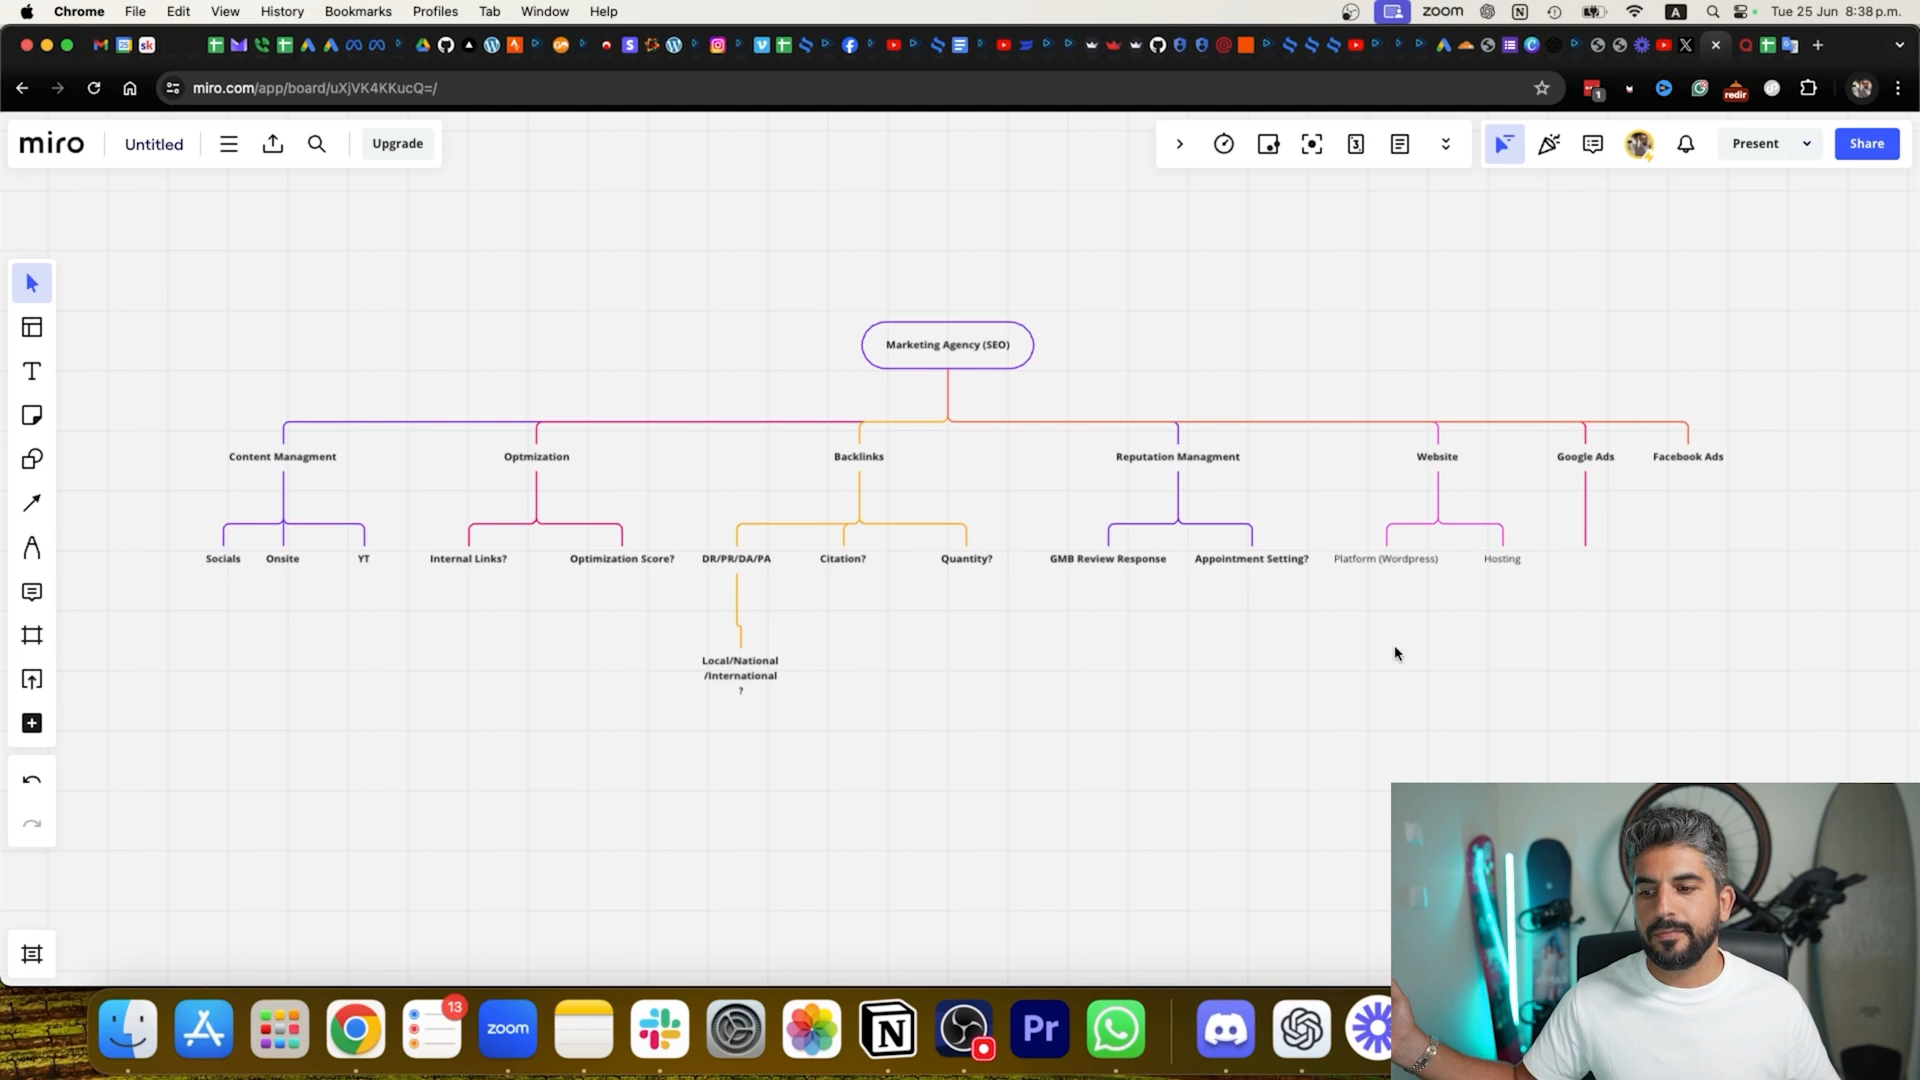 Chrome File Edit View History Bookmarks Profiles Tab Window Help
zoom A Tue 25 Jun 8:38 p.m.
miro.com/app/board/uXjVK4KKucQ=/
miro Untitled Upgrade
Present Share
Marketing Agency (SEO)
Content Managment Optmization Backlinks Reputation Managment Website Google Ads Facebook Ads
Socials Onsite YT Internal Links? Optimization Score? DR/PR/DA/PA Citation? Quantity? GMB Review Response Appointment Setting? Platform (Wordpress) Hosting
Local/National
/International
?
13
zoom
Pr